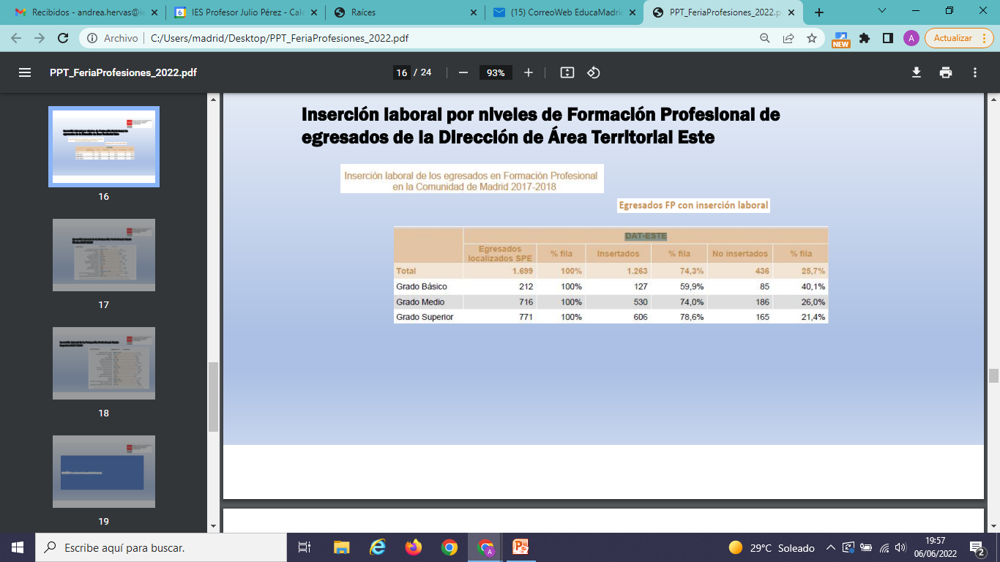 Recibidos - andrea.hervas@ie
IES Profesor Julio Pérez - Cale
Raíces
(15) CorreoWeb EducaMadri
PPT_FeriaProfesiones_2022.p
Archivo
C:/Users/madrid/Desktop/PPT_FeriaProfesiones_2022.pdf
NEW
A
Actualizar
PPT_FeriaProfesiones_2022.pdf
16 / 24
93%
16
17
18
19
Inserción laboral por niveles de Formación Profesional de
egresados de la Dirección de Área Territorial Este
Inserción laboral de los egresados en Formación Profesional
en la Comunidad de Madrid 2017-2018
Egresados FP con inserción laboral
DAT-ESTE
Egresados localizados SPE % fila Insertados % fila No insertados % fila
Total 1.699 100% 1.263 74,3% 436 25,7%
Grado Básico 212 100% 127 59,9% 85 40,1%
Grado Medio 716 100% 530 74,0% 186 26,0%
Grado Superior 771 100% 606 78,6% 165 21,4%
Escribe aquí para buscar.
A
29°C Soleado
19:57
06/06/2022
2